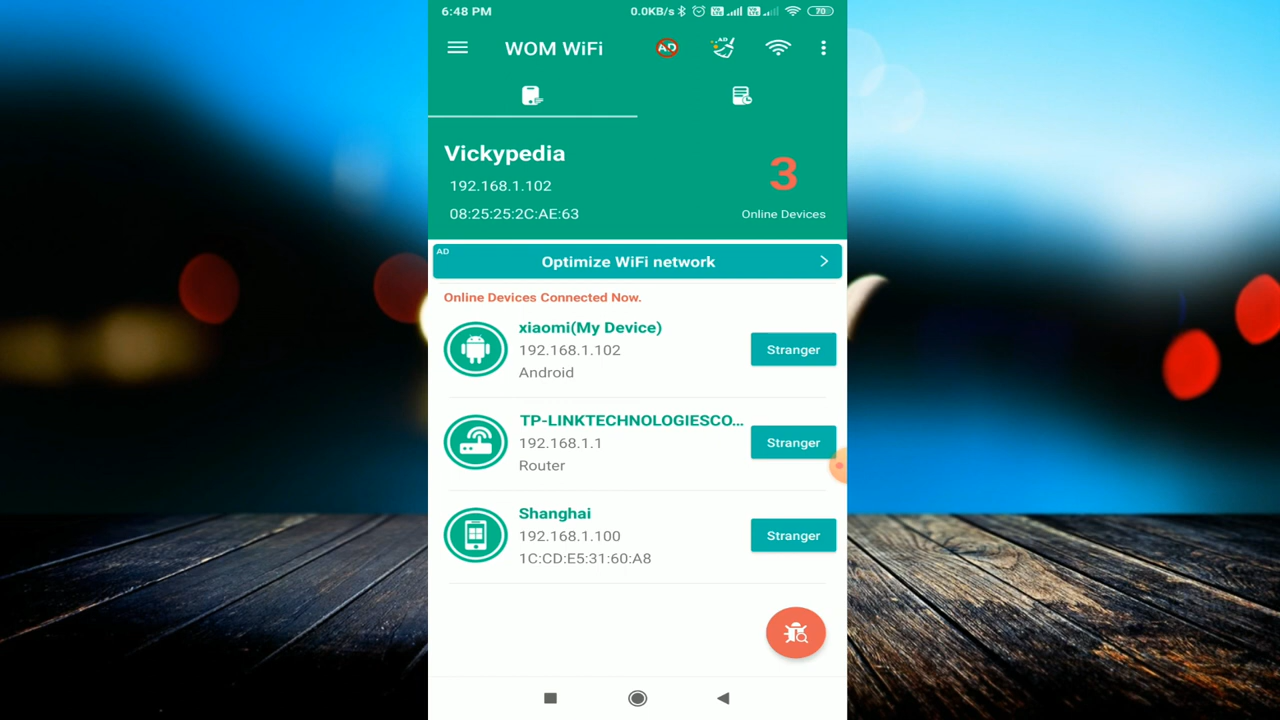 6:48 PM
0.0KB/s
70
WOM WiFi
AD
AD
Vickypedia
192.168.1.102
08:25:25:2C:AE:63
3
Online Devices
AD
Optimize WiFi network
Online Devices Connected Now.
xiaomi(My Device)
192.168.1.102
Android
Stranger
TP-LINKTECHNOLOGIESCO...
192.168.1.1
Router
Stranger
Shanghai
192.168.1.100
1C:CD:E5:31:60:A8
Stranger